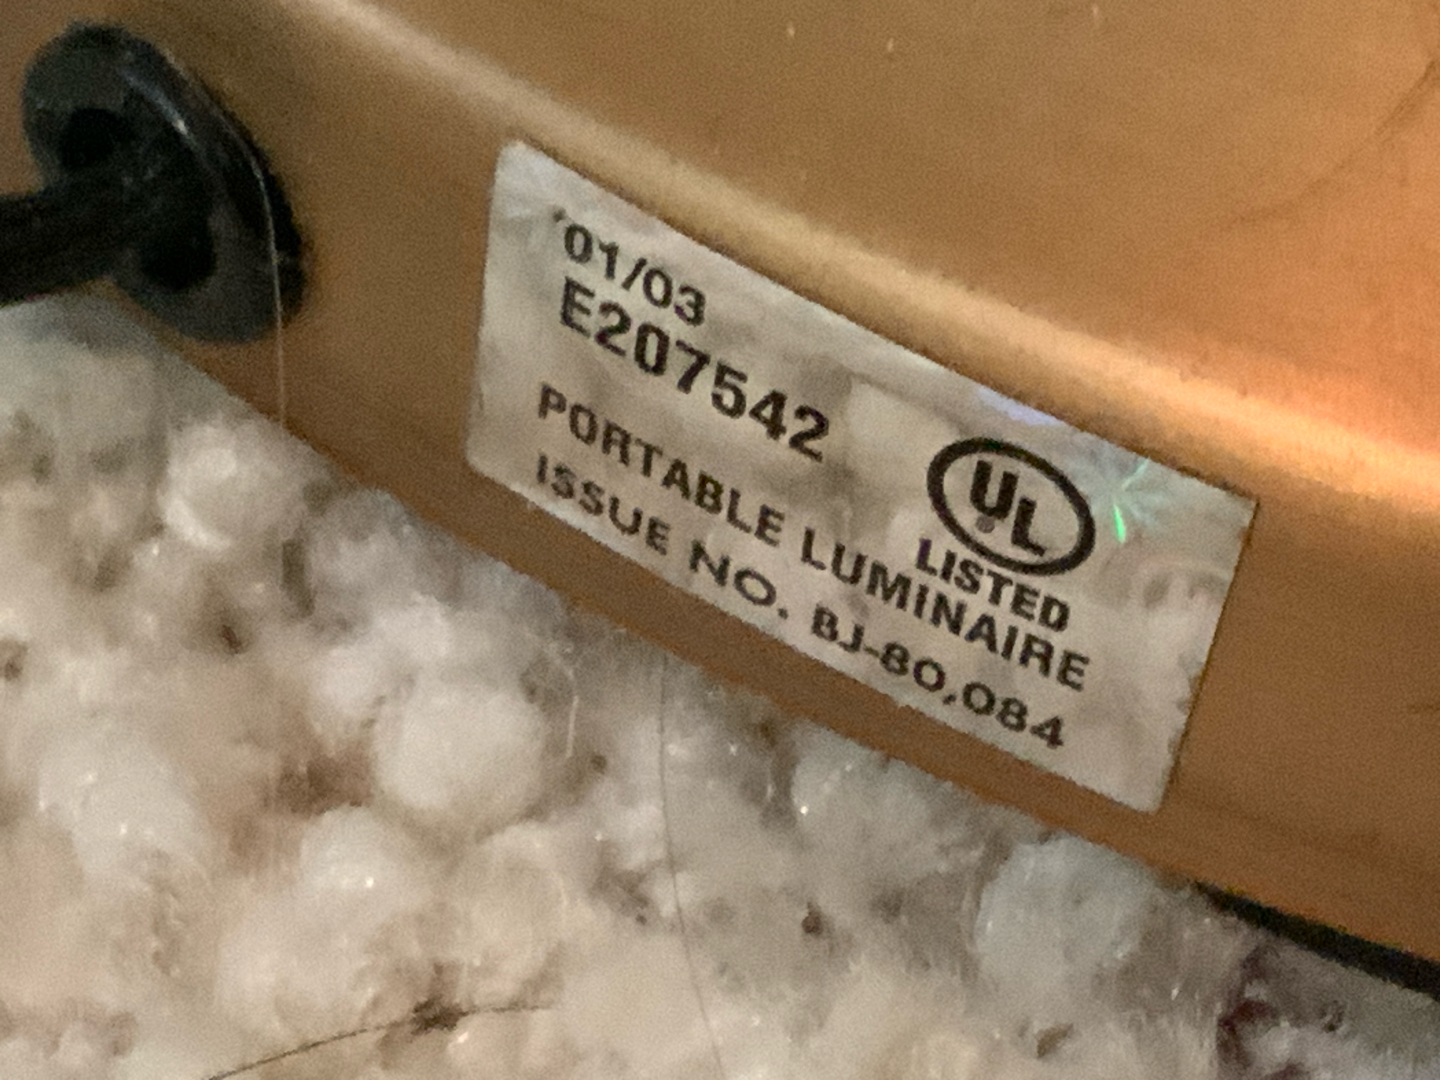 01/03
E207542
UL
LISTED
PORTABLE LUMINAIRE
ISSUE NO. BJ-80,084